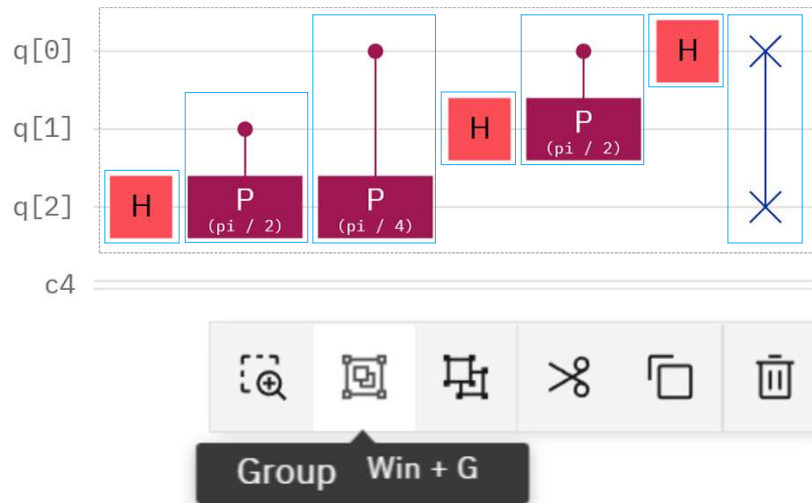 q[0] H
q[1] H P
(pi / 2)
q[2] H P P
(pi / 2) (pi / 4)
c4
Group Win + G